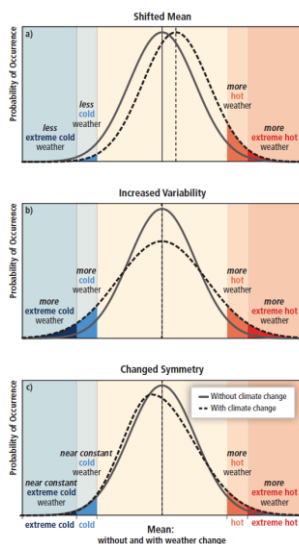 Shifted Mean
a)
Probability of Occurrence
less
extreme cold
weather
less
cold
weather
more
hot
weather
more
extreme hot
weather
Increased Variability
b)
Probability of Occurrence
more
extreme cold
weather
more
cold
weather
more
hot
weather
more
extreme hot
weather
Changed Symmetry
c)
Probability of Occurrence
Without climate change
With climate change
near constant
extreme cold
weather
near constant
cold
weather
more
hot
weather
more
extreme hot
weather
extreme cold
cold
Mean:
without and with weather change
hot
extreme hot